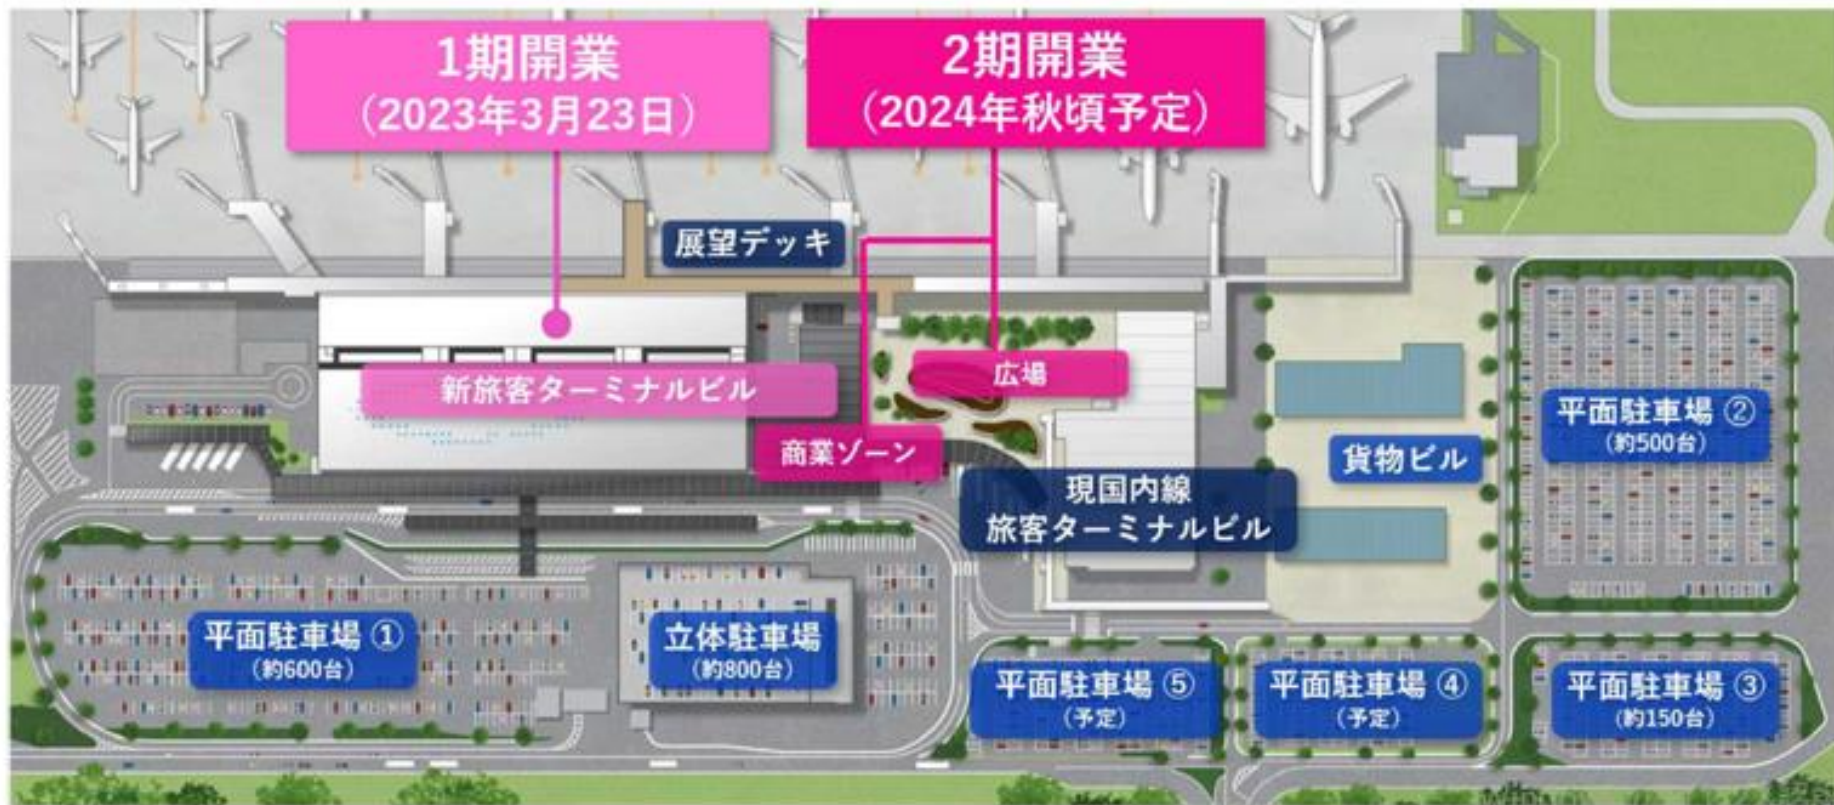 1期開業
（2023年3月23日）
2期開業
（2024年秋頃予定）
展望デッキ
新旅客ターミナルビル
広場
商業ゾーン
現国内線
旅客ターミナルビル
貨物ビル
平面駐車場 ②
（約500台）
平面駐車場 ①
（約600台）
立体駐車場
（約800台）
平面駐車場 ⑤
（予定）
平面駐車場 ④
（予定）
平面駐車場 ③
（約150台）